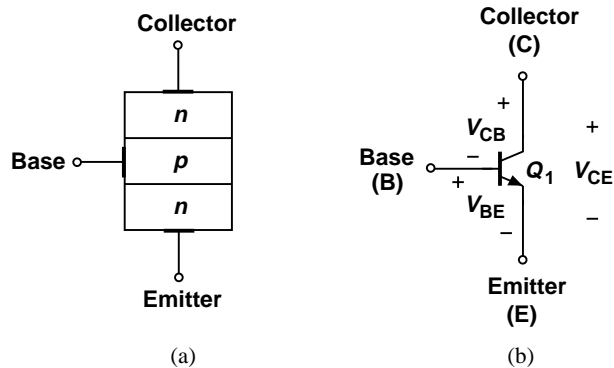 Collector
n
Base
p
n
Emitter
(a)
Collector
(C)
+
V_CB
−
Base
(B)
+
V_BE
−
Q_1
+
V_CE
−
Emitter
(E)
(b)